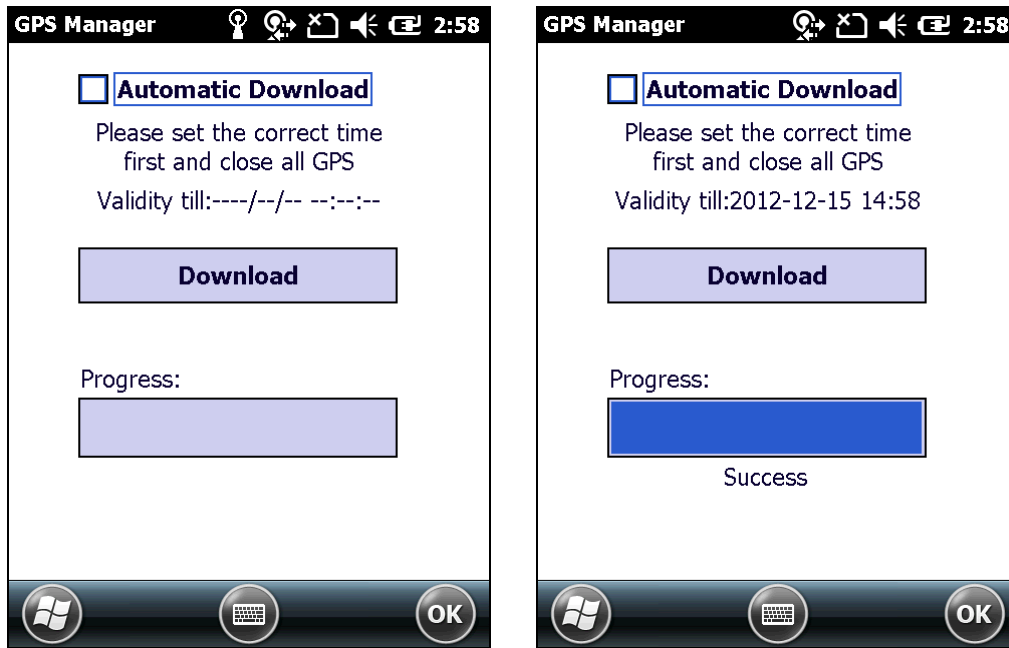 GPS Manager 2:58
Automatic Download
Please set the correct time
first and close all GPS
Validity till:----/--/-- --:--:--
Download
Progress:
OK
GPS Manager 2:58
Automatic Download
Please set the correct time
first and close all GPS
Validity till:2012-12-15 14:58
Download
Progress:
Success
OK